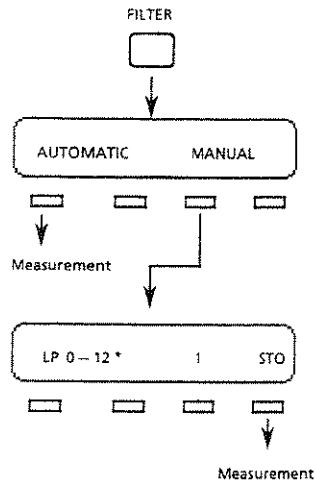 FILTER
AUTOMATIC MANUAL
Measurement
LP 0 – 12 * 1 STO
Measurement